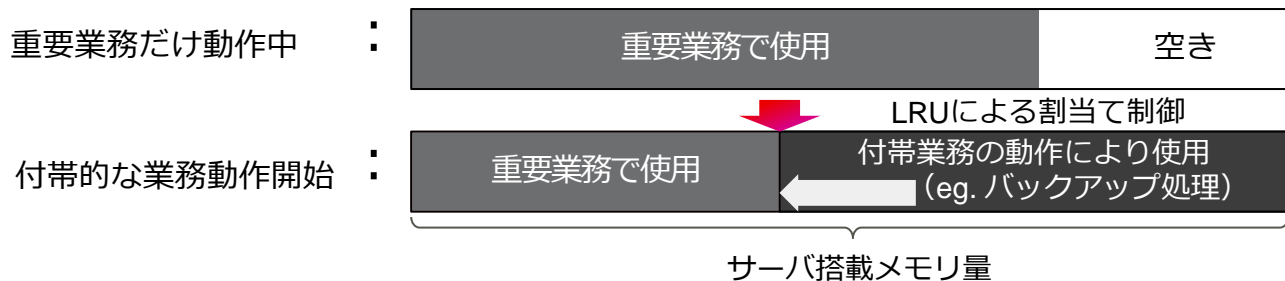 重要業務だけ動作中 : 重要業務で使用 空き
LRUによる割当て制御
付帯的な業務動作開始 : 重要業務で使用 付帯業務の動作により使用
(eg. バックアップ処理)
サーバ搭載メモリ量